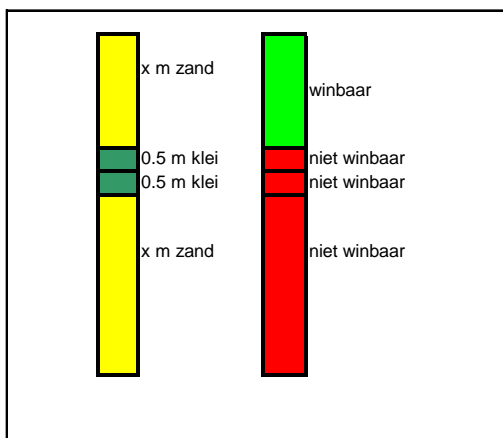 x m zand
winbaar
0.5 m klei niet winbaar
0.5 m klei niet winbaar
x m zand niet winbaar